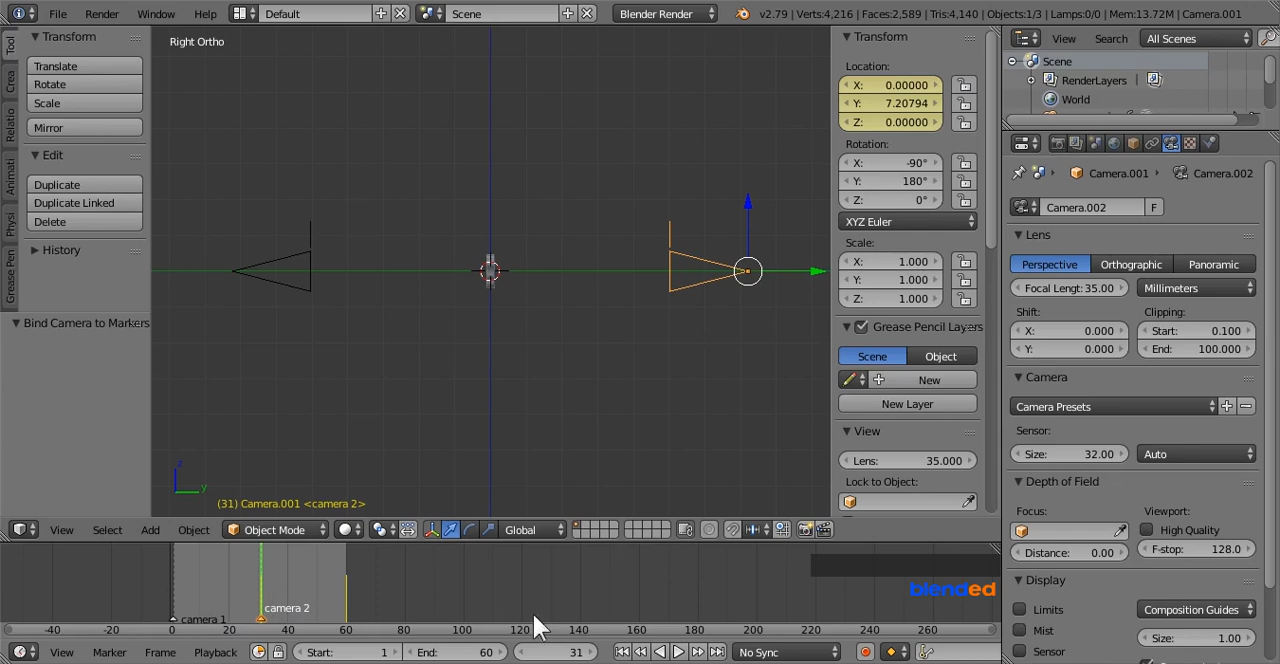 File Render Window Help Default Scene Blender Render v2.79 | Verts:4,216 | Faces:2,589 | Tris:4,140 | Objects:1/3 | Lamps:0/0 | Mem:13.72M | Camera.001
Tool
Crea
Relatio
Animati
Physi
Grease Pen
Transform
Translate
Rotate
Scale
Mirror
Edit
Duplicate
Duplicate Linked
Delete
History
Bind Camera to Markers
Right Ortho
z
y
(31) Camera.001 <camera 2>
Transform
Location:
X: 0.00000
Y: 7.20794
Z: 0.00000
Rotation:
X: -90°
Y: 180°
Z: 0°
XYZ Euler
Scale:
X: 1.000
Y: 1.000
Z: 1.000
Grease Pencil Layers
Scene Object
New
New Layer
View
Lens: 35.000
Lock to Object:
View Search All Scenes
Scene
RenderLayers
World
Camera.001 Camera.002
Camera.002 F
Lens
Perspective Orthographic Panoramic
Focal Lengt: 35.00 Millimeters
Shift: Clipping:
X: 0.000 Start: 0.100
Y: 0.000 End: 100.000
Camera
Camera Presets
Sensor:
Size: 32.00 Auto
Depth of Field
Focus: Viewport:
High Quality
Distance: 0.00 F-stop: 128.0
Display
Limits Composition Guides
Mist Size: 1.00
Sensor
View Select Add Object Object Mode Global
blended
camera 2
camera 1
-40 -20 0 20 40 60 80 100 120 140 160 180 200 220 240 260
View Marker Frame Playback Start: 1 End: 60 31 No Sync